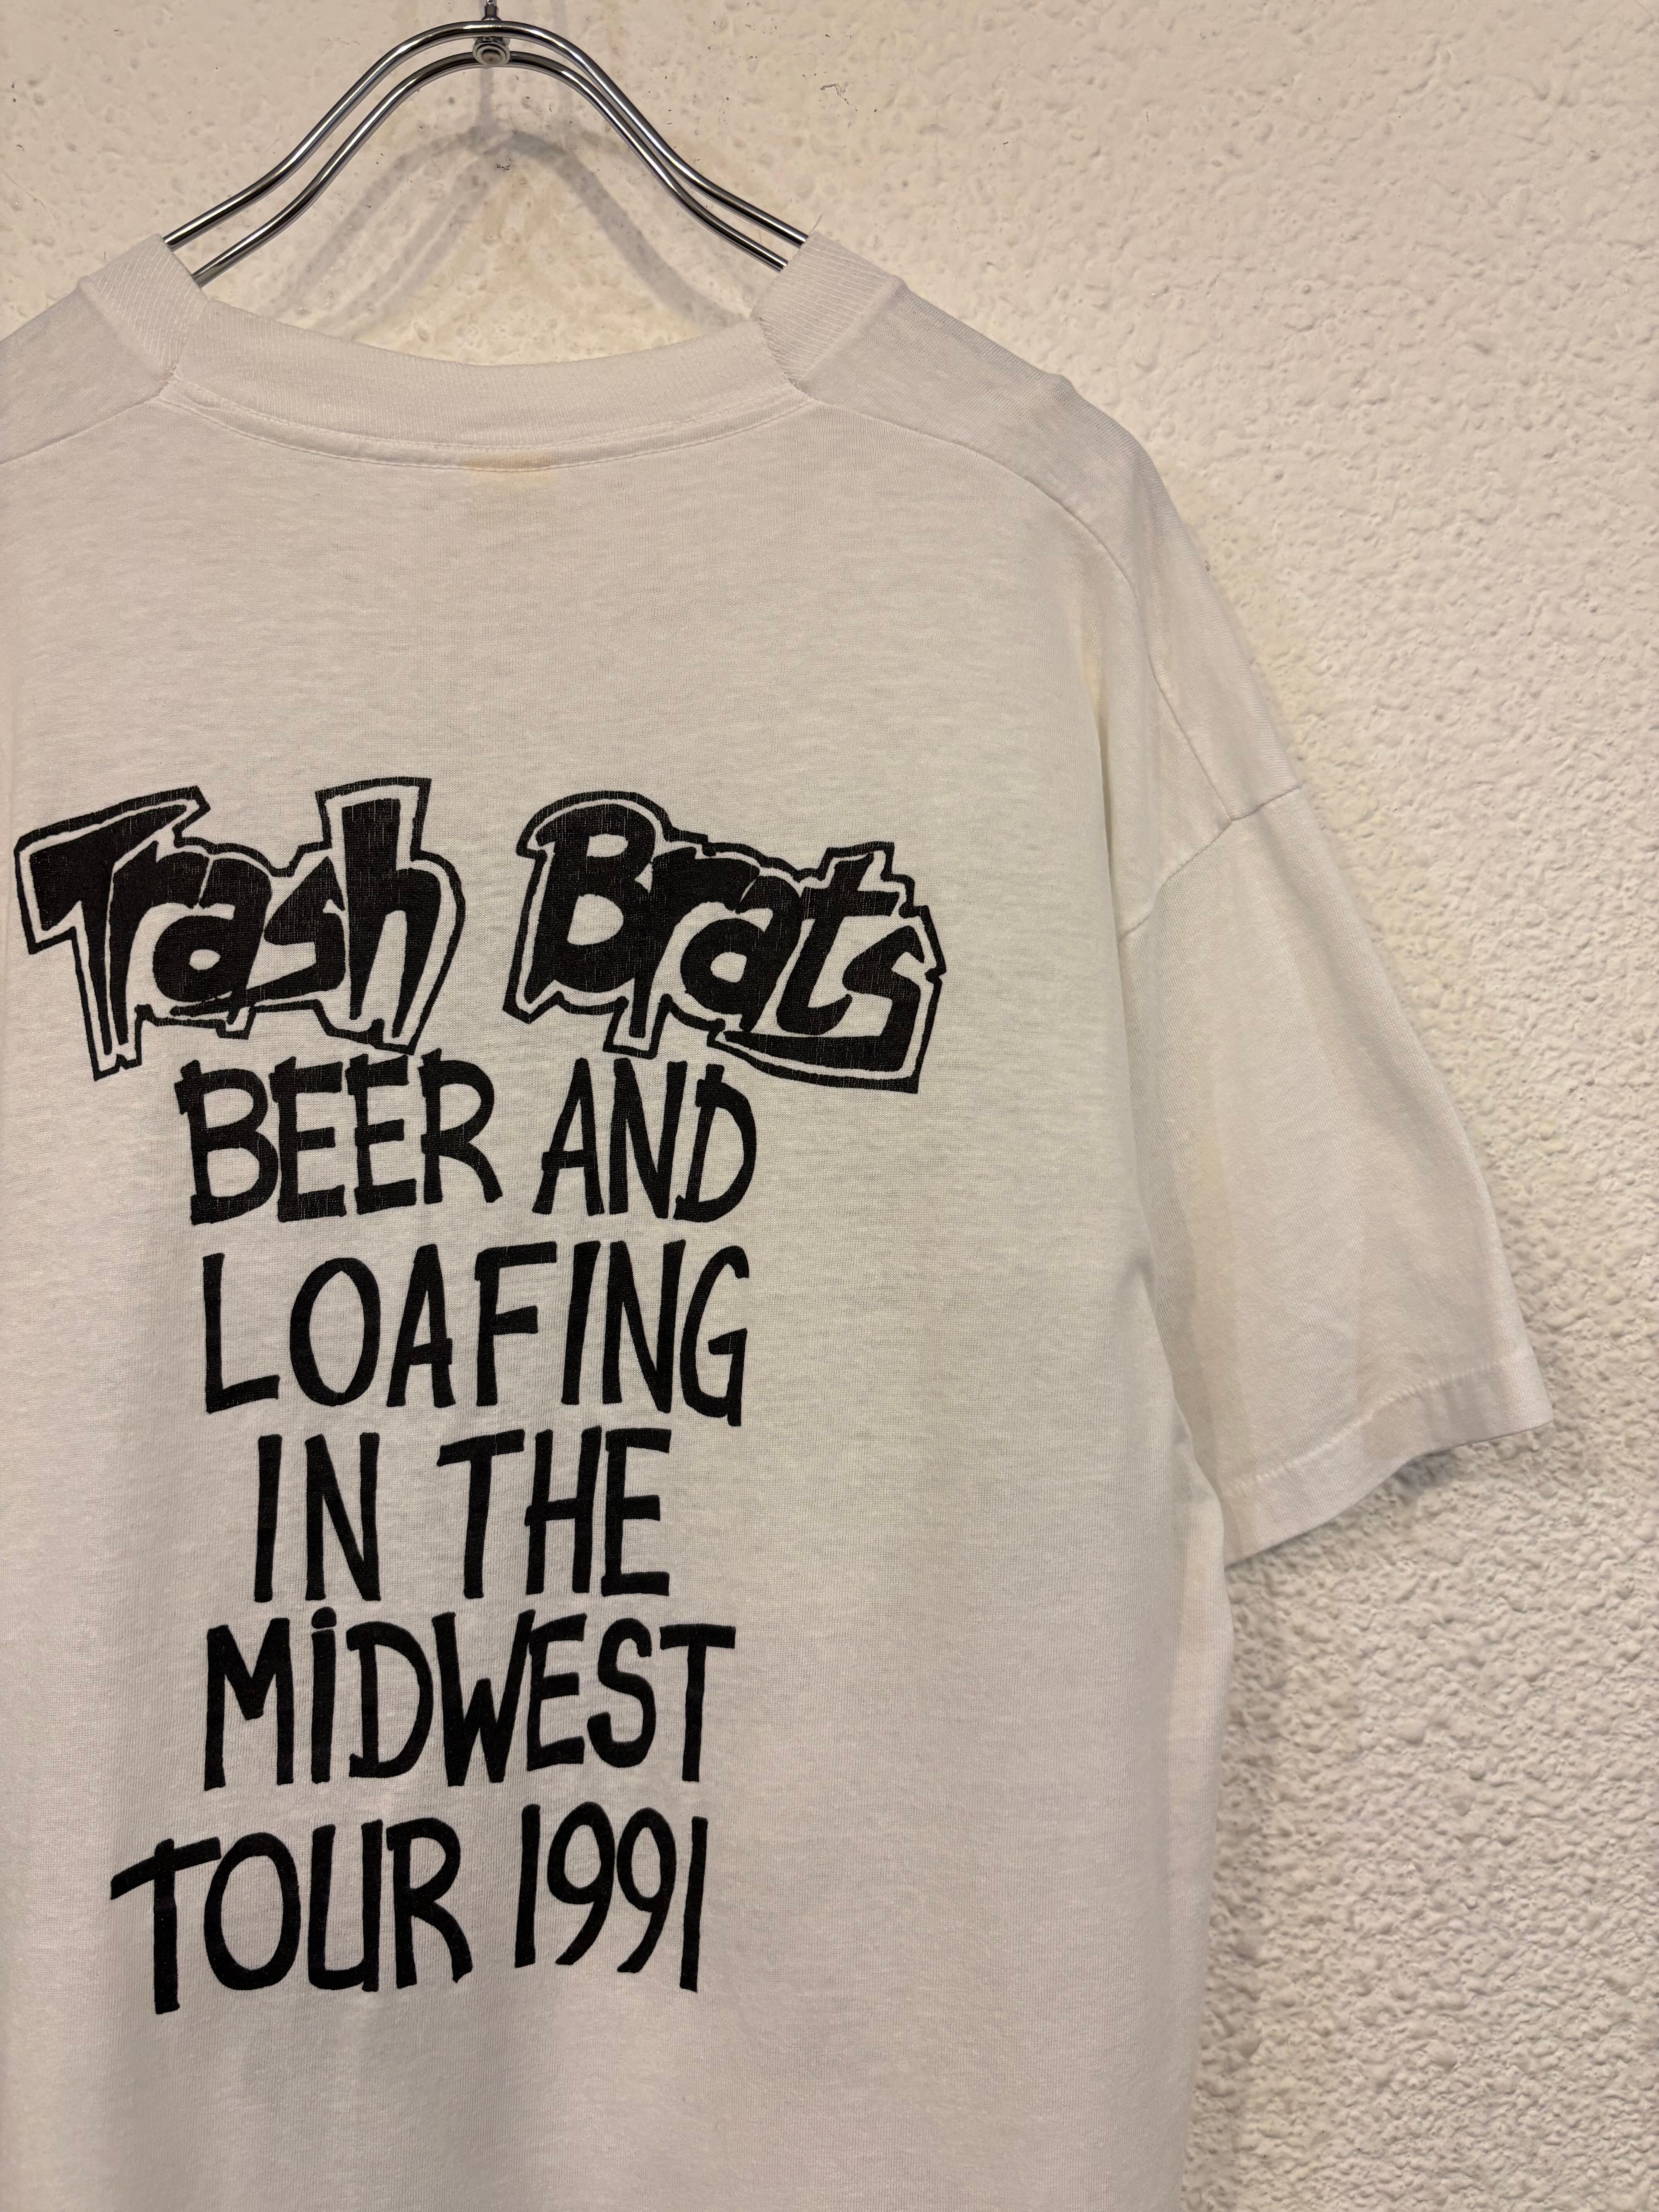 Trash Brats
BEER AND
LOAFING
IN THE
MiDWEST
TOUR 1991